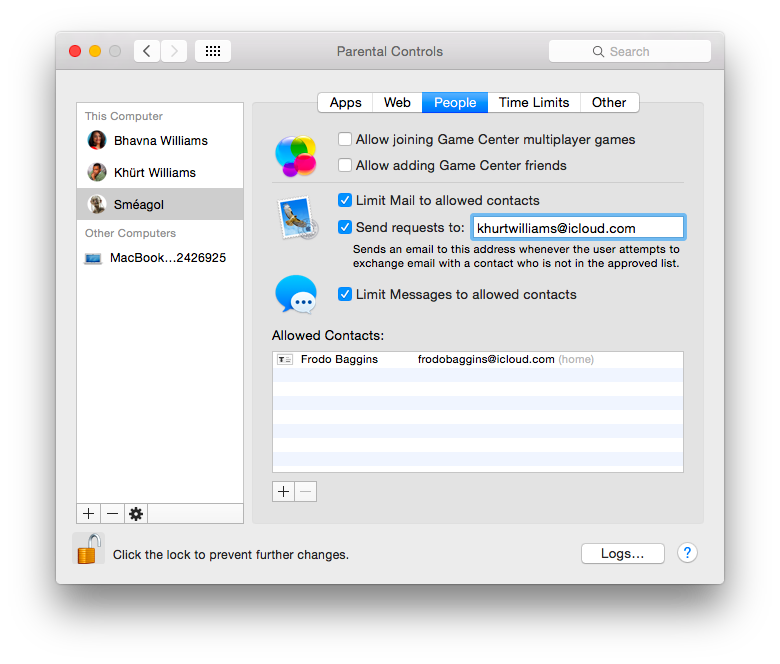 Parental Controls
Search
Apps Web People Time Limits Other
This Computer
Bhavna Williams
Khürt Williams
Sméagol
Other Computers
MacBook...2426925
Allow joining Game Center multiplayer games
Allow adding Game Center friends
Limit Mail to allowed contacts
Send requests to: khurtwilliams@icloud.com
Sends an email to this address whenever the user attempts to
exchange email with a contact who is not in the approved list.
Limit Messages to allowed contacts
Allowed Contacts:
Frodo Baggins frodobaggins@icloud.com (home)
Click the lock to prevent further changes.
Logs... ?